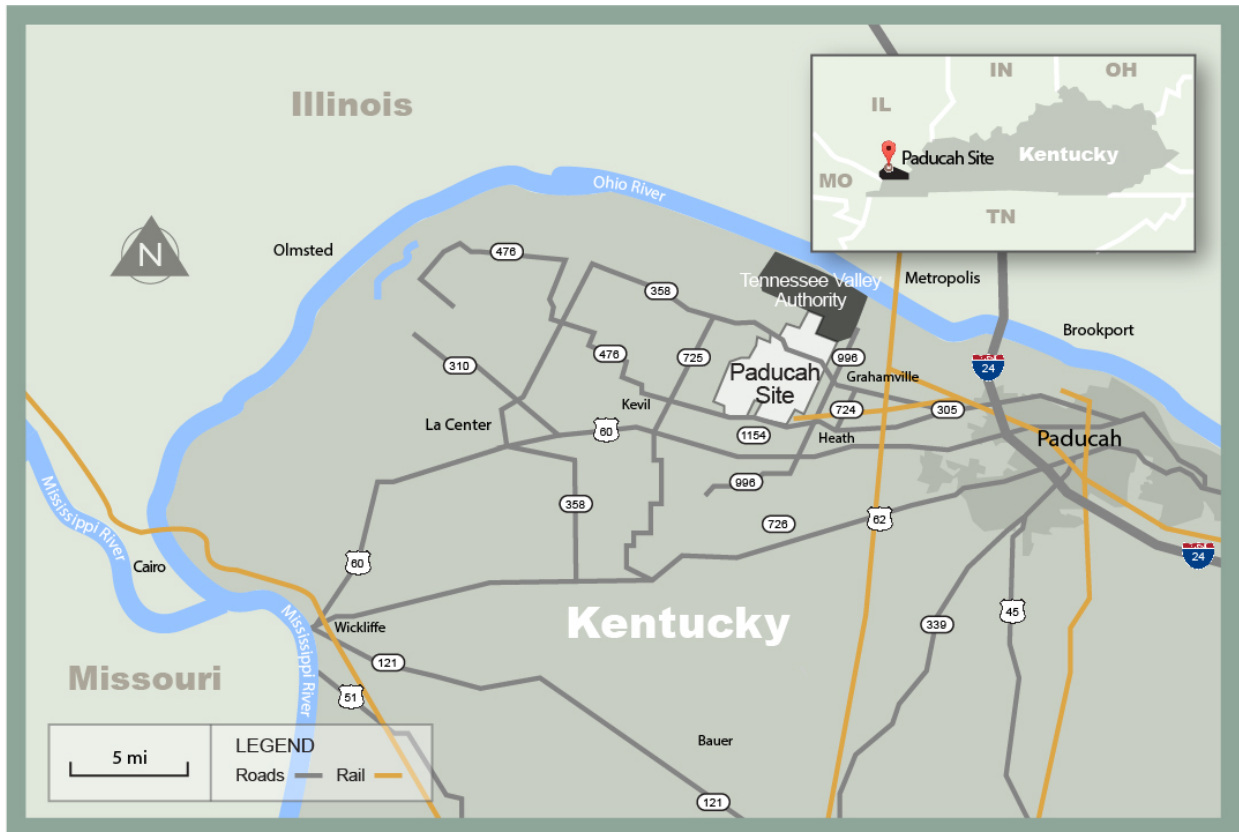 Illinois
IN
OH
IL
Paducah Site
Kentucky
MO
TN
Ohio River
N
Olmsted
476
Tennessee Valley
Authority
Metropolis
358
Brookport
310
476
725
996
24
Paducah
Site
Grahamville
Kevil
724
305
La Center
60
1154
Heath
Paducah
996
358
726
62
Mississippi River
60
24
Cairo
Mississippi River
Wickliffe
Kentucky
339
45
121
Missouri
51
Bauer
5 mi
LEGEND
Roads
Rail
121